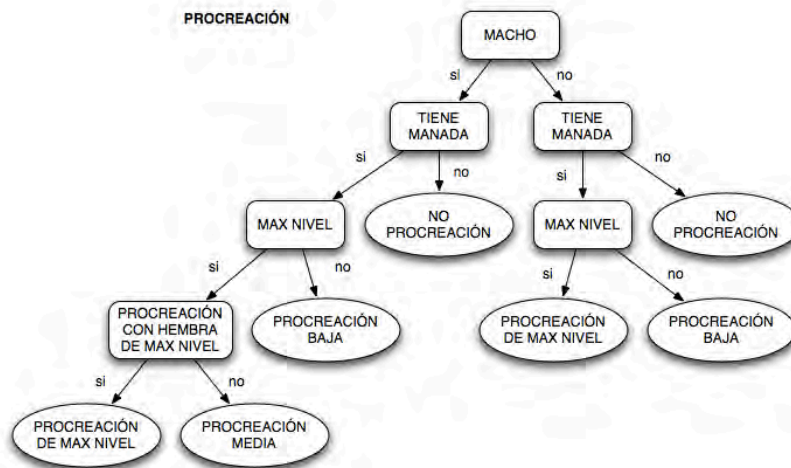 PROCREACIÓN
MACHO
si
no
TIENE
MANADA
TIENE
MANADA
si
no
si
no
MAX NIVEL
NO
PROCREACIÓN
MAX NIVEL
NO
PROCREACIÓN
si
no
si
no
PROCREACIÓN
CON HEMBRA
DE MAX NIVEL
PROCREACIÓN
BAJA
PROCREACIÓN
DE MAX NIVEL
PROCREACIÓN
BAJA
si
no
PROCREACIÓN
DE MAX NIVEL
PROCREACIÓN
MEDIA